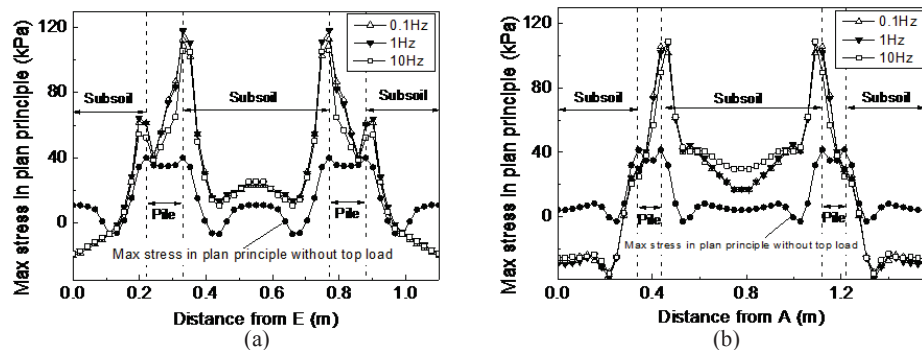 (a)
Max stress in plan principle (kPa)
120
80
40
0
0.1Hz
1Hz
10Hz
Subsoil
Subsoil
Subsoil
Pile
Pile
Max stress in plan principle without top load
0.0 0.2 0.4 0.6 0.8 1.0
Distance from E (m)
(a)
(b)
Max stress in plan principle (kPa)
120
80
40
0
0.1Hz
1Hz
10Hz
Subsoil
Subsoil
Subsoil
Pile
Pile
Max stress in plan principle without top load
0.0 0.4 0.8 1.2
Distance from A (m)
(b)